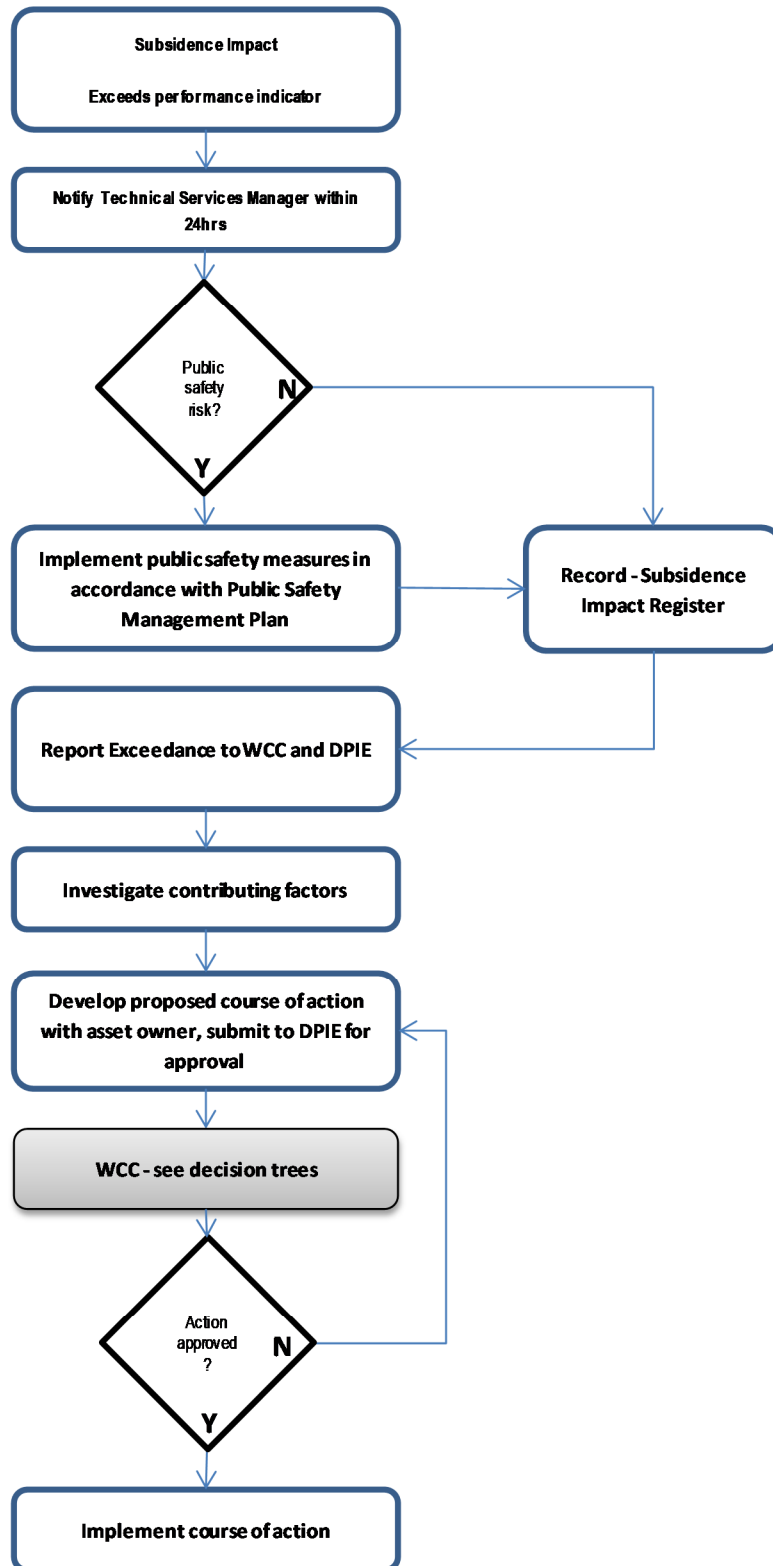 Subsidence Impact
Exceeds performance indicator
Notify Technical Services Manager within
24hrs
Public
safety
risk?
N
Y
Implement public safety measures in
accordance with Public Safety
Management Plan
Record - Subsidence
Impact Register
Report Exceedance to WCC and DPIE
Investigate contributing factors
Develop proposed course of action
with asset owner, submit to DPIE for
approval
WCC - see decision trees
Action
approved
?
N
Y
Implement course of action